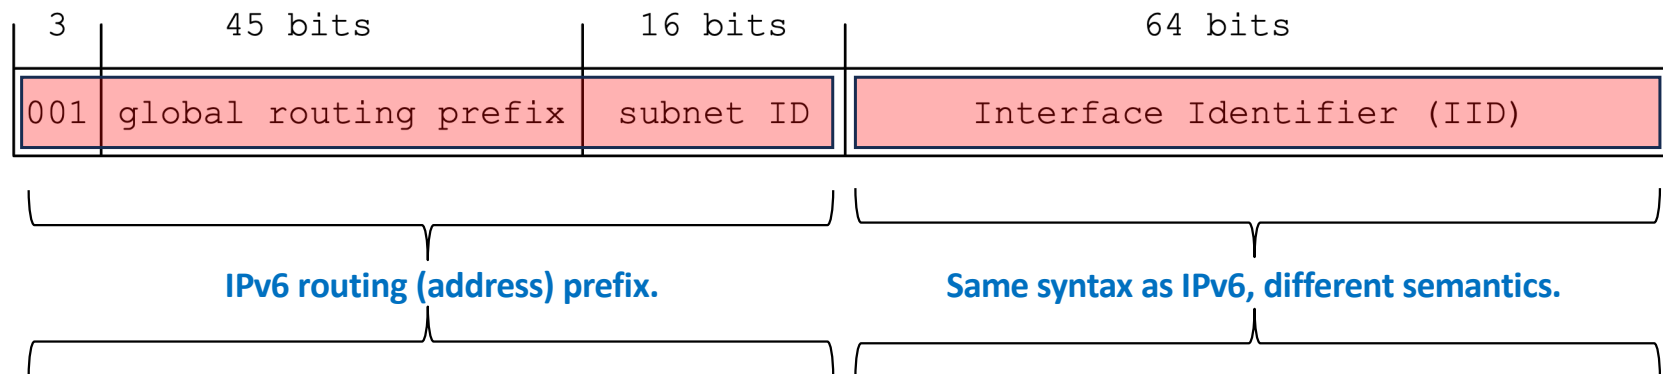 3 45 bits 16 bits 64 bits
001 global routing prefix subnet ID Interface Identifier (IID)
IPv6 routing (address) prefix. Same syntax as IPv6, different semantics.